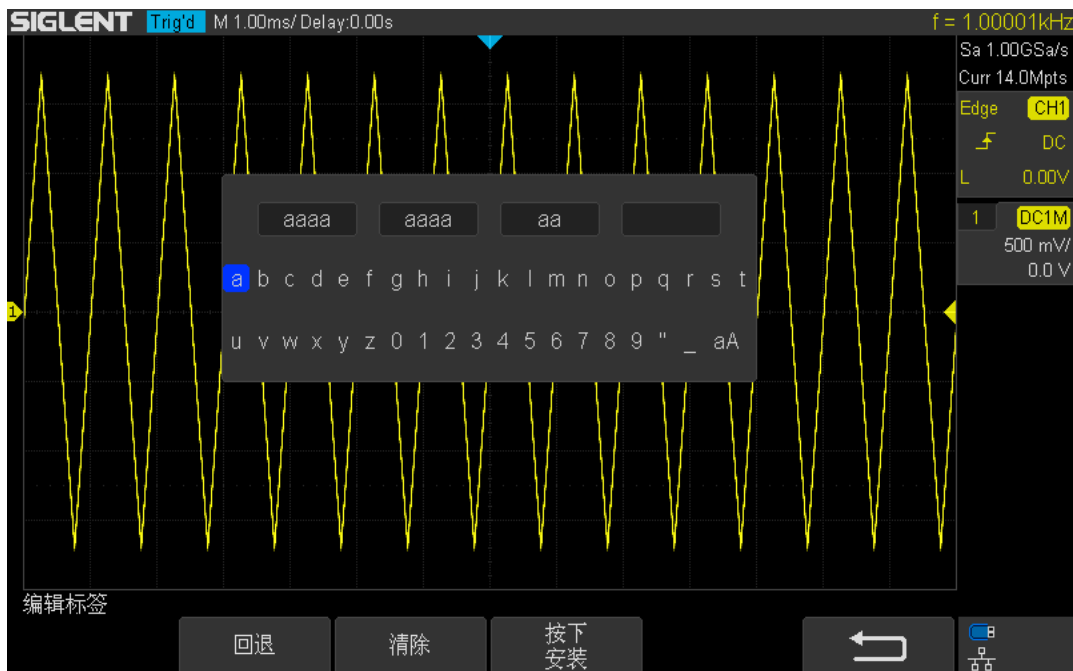 SIGLENT Trig'd M 1.00ms/ Delay:0.00s f = 1.00001kHz
Sa 1.00GSa/s
Curr 14.0Mpts
Edge CH1
DC
L 0.00V
1 DC1M
500 mV/
0.0 V
aaaa aaaa aa
a b c d e f g h i j k l m n o p q r s t
u v w x y z 0 1 2 3 4 5 6 7 8 9 " _ aA
1
编辑标签
回退 清除 按下
安装